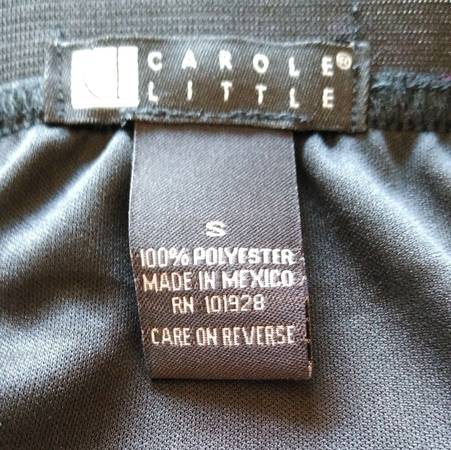 CAROLE®
LITTLE
S
100% POLYESTER
MADE IN MEXICO
RN 101928
CARE ON REVERSE